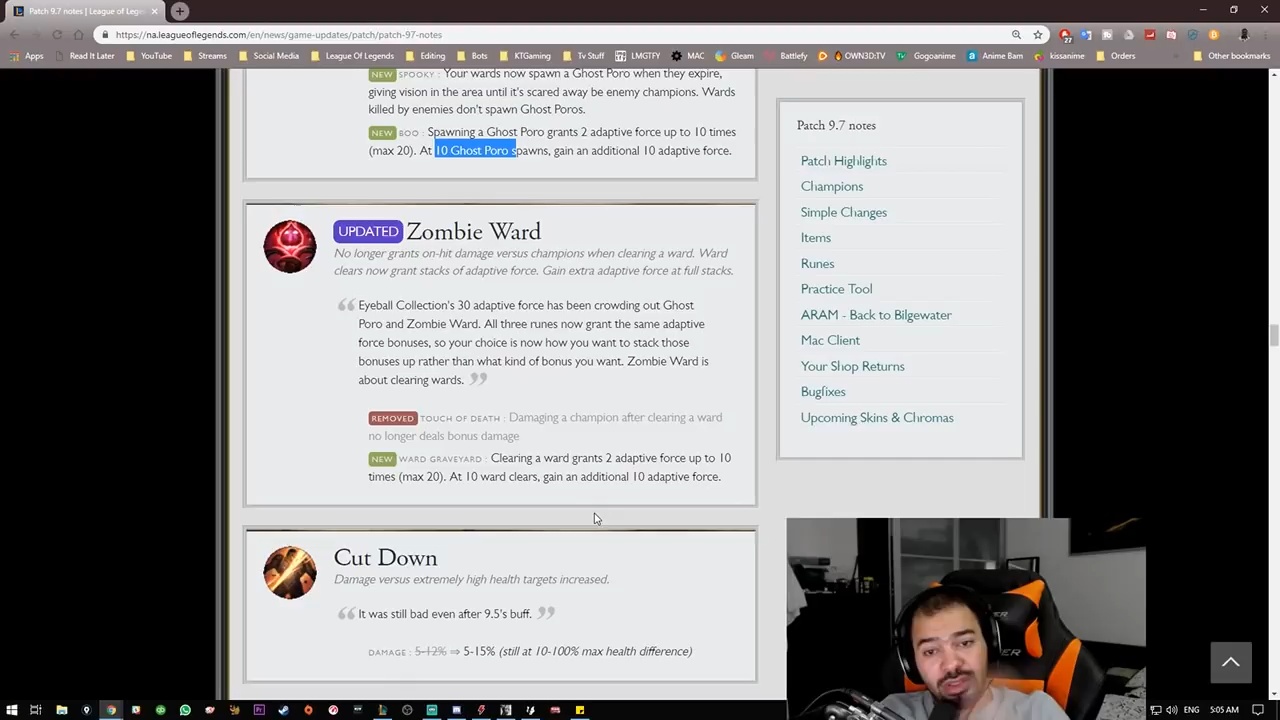 Patch 9.7 notes | League of L
https://na.leagueoflegends.com/en/news/game-updates/patch/patch-97-notes
Apps
Read It Later
YouTube
Streams
Social Media
League Of Legends
Editing
Bots
KTGaming
Tv Stuff
LMGTFY
MAC
Gleam
Battlefy
OWN3D:TV
Gogoanime
Anime Bam
kissanime
Orders
Other bookmarks
NEW SPOOKY : Your wards now spawn a Ghost Poro when they expire,
giving vision in the area until it's scared away be enemy champions. Wards
killed by enemies don't spawn Ghost Poros.
NEW BOO : Spawning a Ghost Poro grants 2 adaptive force up to 10 times
(max 20). At 10 Ghost Poro spawns, gain an additional 10 adaptive force.
UPDATED Zombie Ward
No longer grants on-hit damage versus champions when clearing a ward. Ward
clears now grant stacks of adaptive force. Gain extra adaptive force at full stacks.
Eyeball Collection's 30 adaptive force has been crowding out Ghost
Poro and Zombie Ward. All three runes now grant the same adaptive
force bonuses, so your choice is now how you want to stack those
bonuses up rather than what kind of bonus you want. Zombie Ward is
about clearing wards.
REMOVED TOUCH OF DEATH : Damaging a champion after clearing a ward
no longer deals bonus damage
NEW WARD GRAVEYARD : Clearing a ward grants 2 adaptive force up to 10
times (max 20). At 10 ward clears, gain an additional 10 adaptive force.
Cut Down
Damage versus extremely high health targets increased.
It was still bad even after 9.5's buff.
DAMAGE : 5-12% ⇒ 5-15% (still at 10-100% max health difference)
Patch 9.7 notes
Patch Highlights
Champions
Simple Changes
Items
Runes
Practice Tool
ARAM - Back to Bilgewater
Mac Client
Your Shop Returns
Bugfixes
Upcoming Skins & Chromas
ENG
5:05 AM